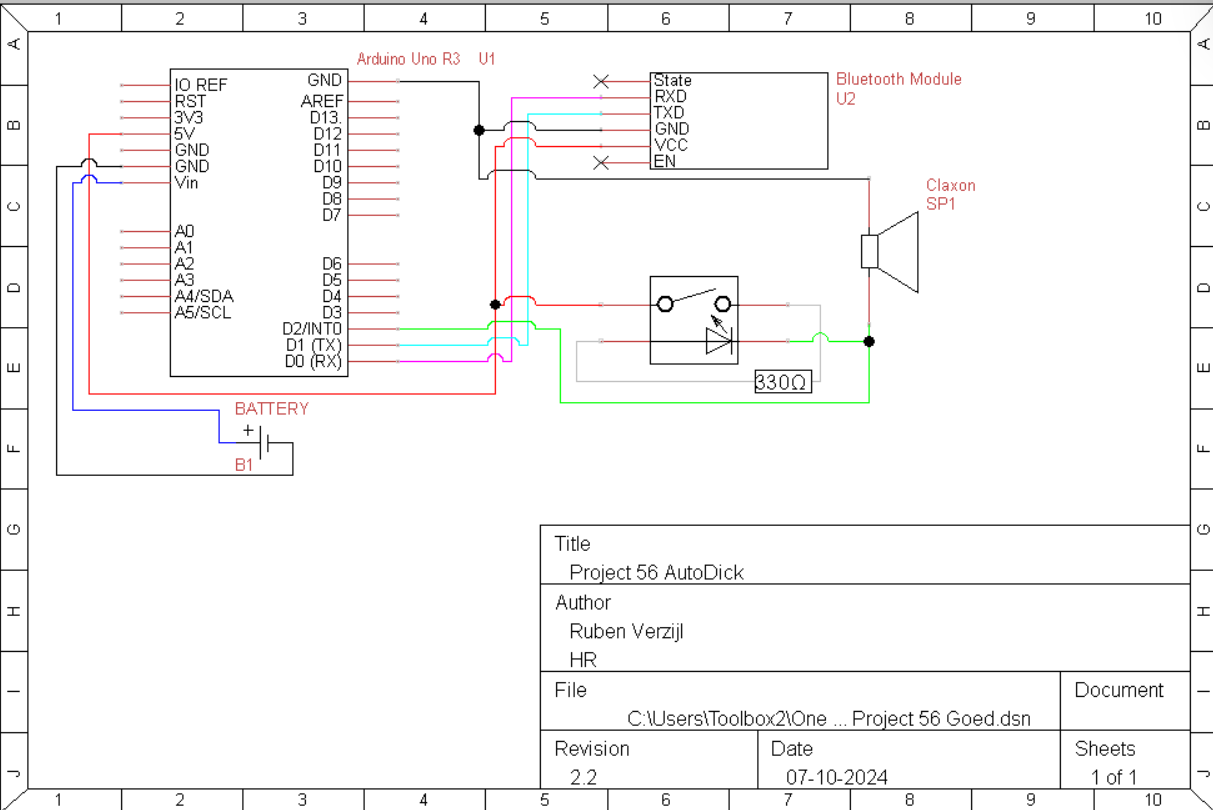 1 2 3 4 5 6 7 8 9 10
A
B
C
D
E
F
G
H
I
J
A
B
C
D
E
F
G
H
I
J
Arduino Uno R3 U1
IO REF
RST
3V3
5V
GND
GND
Vin
A0
A1
A2
A3
A4/SDA
A5/SCL
GND
AREF
D13.
D12
D11
D10
D9
D8
D7
D6
D5
D4
D3
D2/INT0
D1 (TX)
D0 (RX)
State
RXD
TXD
GND
VCC
EN
Bluetooth Module
U2
Claxon
SP1
330Ω
BATTERY
+
B1
Title
Project 56 AutoDick
Author
Ruben Verzijl
HR
File
C:\Users\Toolbox2\One ... Project 56 Goed.dsn
Document
Revision
2.2
Date
07-10-2024
Sheets
1 of 1
1 2 3 4 5 6 7 8 9 10